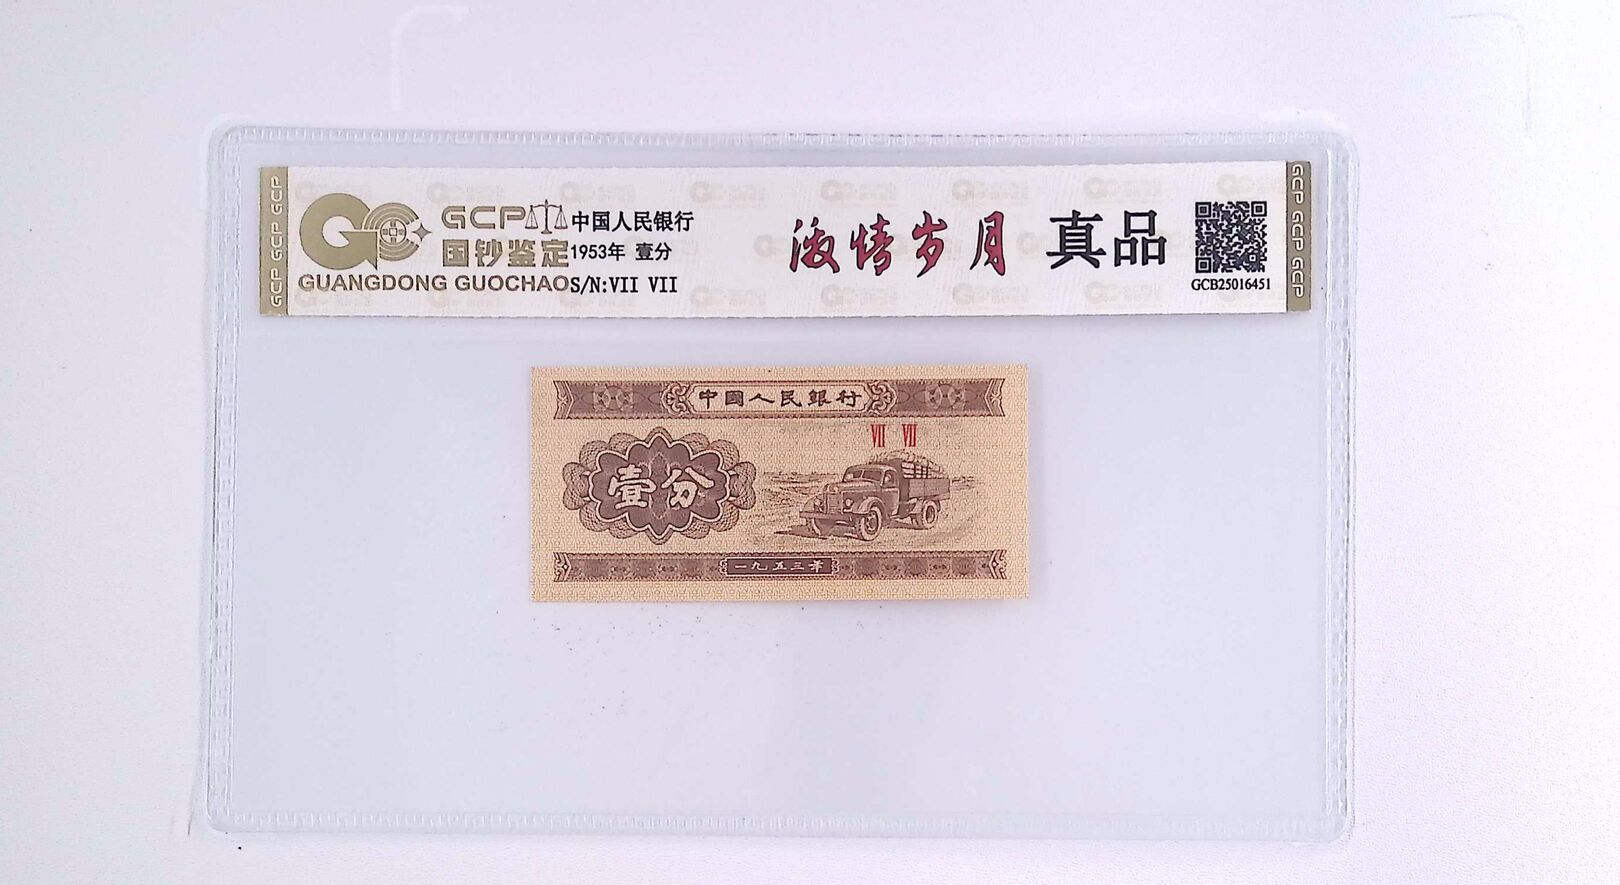 GCP GCP GCP
GCP
国钞鉴定
GUANGDONG GUOCHAO
中国人民银行
1953年 壹分
S/N:VII VII
激情岁月
真品
GCB25016451
GCP GCP GCP
中国人民銀行
VII VII
壹分
一九五三年